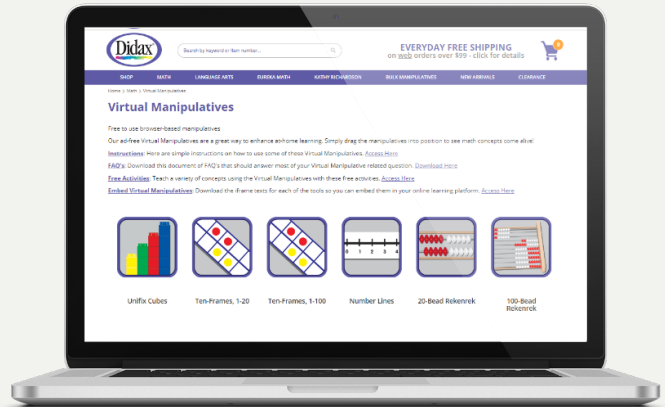 Didax
Search by keyword or item number...
EVERYDAY FREE SHIPPING
on web orders over $99 - click for details
SHOP MATH LANGUAGE ARTS EUREKA MATH KATHY RICHARDSON BULK MANIPULATIVES NEW ARRIVALS CLEARANCE
Home > Math > Virtual Manipulatives
Virtual Manipulatives
Free to use browser-based manipulatives
Our ad-free Virtual Manipulatives are a great way to enhance at-home learning. Simply drag the manipulatives into position to see math concepts come alive!
Instructions: Here are simple instructions on how to use some of these Virtual Manipulatives. Access Here
FAQ's: Download this document of FAQ's that should answer most of your Virtual Manipulative related question. Download Here
Free Activities: Teach a variety of concepts using the Virtual Manipulatives with these free activities. Access Here
Embed Virtual Manipulatives: Download the iframe texts for each of the tools so you can embed them in your online learning platform. Access Here
0 1 2 3 4
Unifix Cubes Ten-Frames, 1-20 Ten-Frames, 1-100 Number Lines 20-Bead Rekenrek 100-Bead
Rekenrek